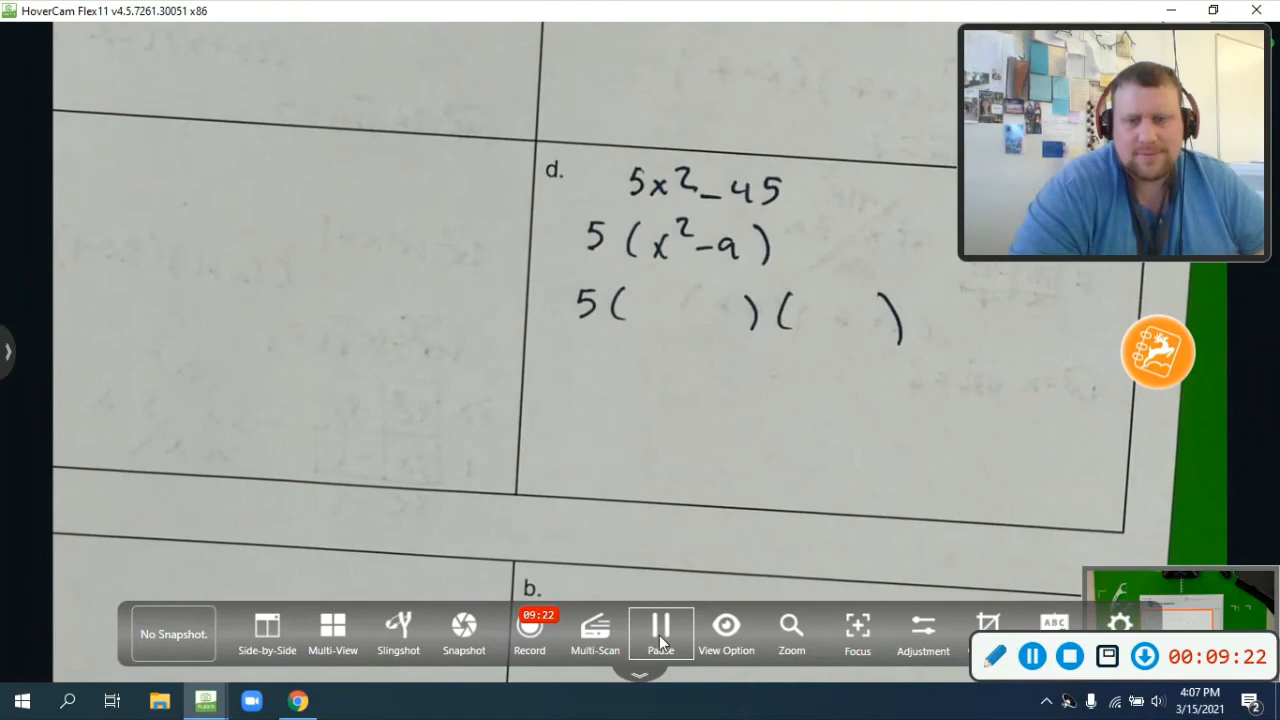 HoverCam Flex11 v4.5.7261.30051 x86
d. 5x2-45
5(x2-9)
5( )( )
b.
No Snapshot.
Side-by-Side
Multi-View
Slingshot
Snapshot
09:22
Record
Multi-Scan
Pause
View Option
Zoom
Focus
Adjustment
ABC
00:09:22
4:07 PM
3/15/2021
2